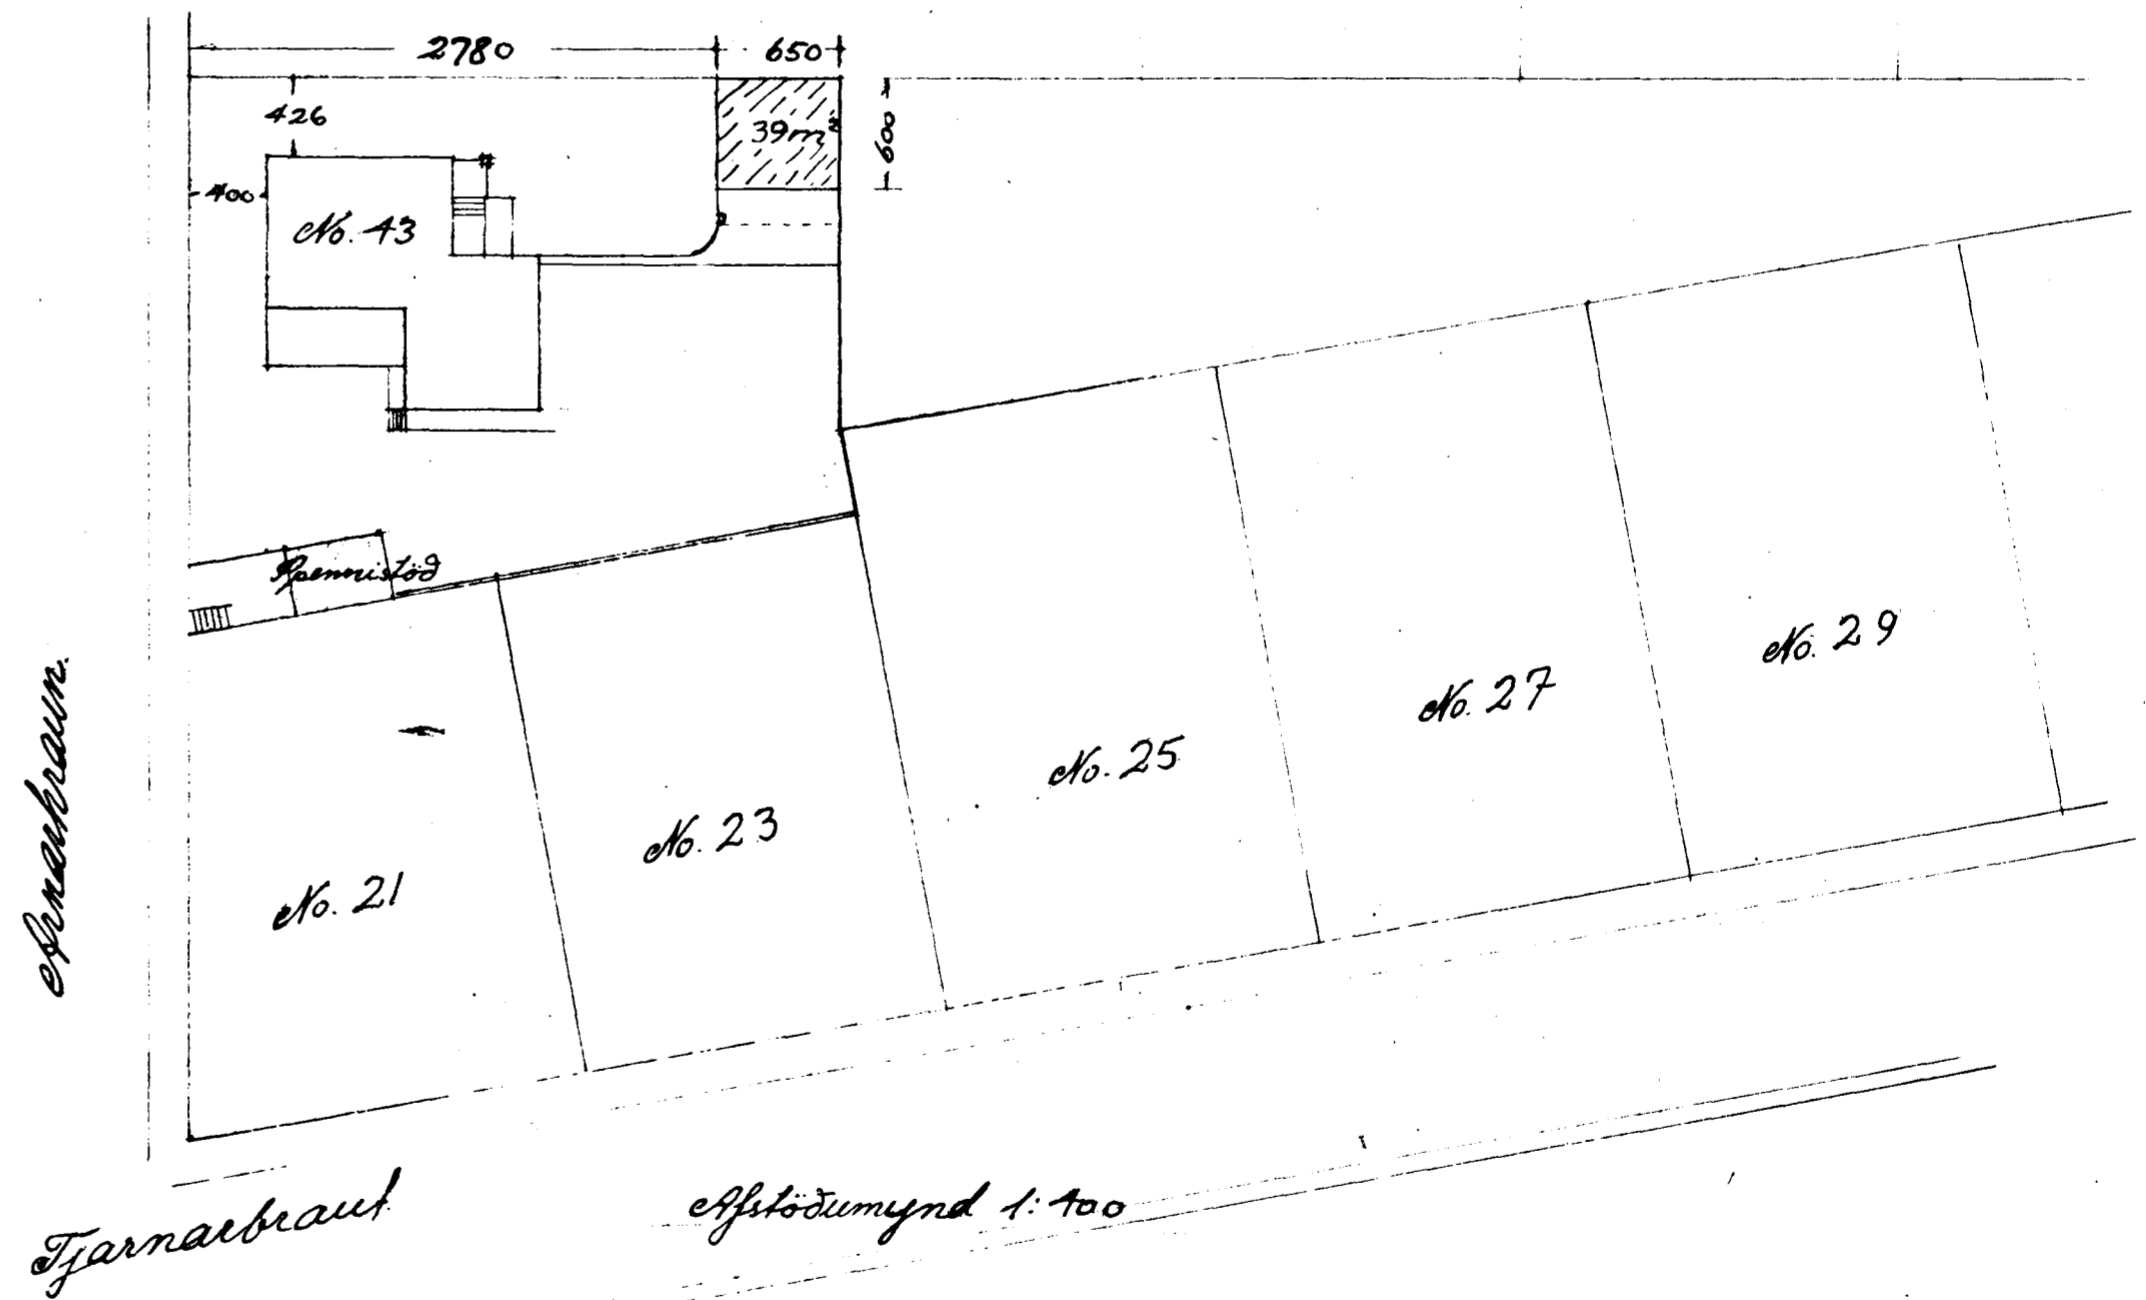 2780
650
426
39m²
600
400
No. 43
Spennistöð
No. 29
No. 27
No. 25
No. 23
No. 21
Arnarhraun.
Tjarnarbraut
Afstöðumynd 1:400